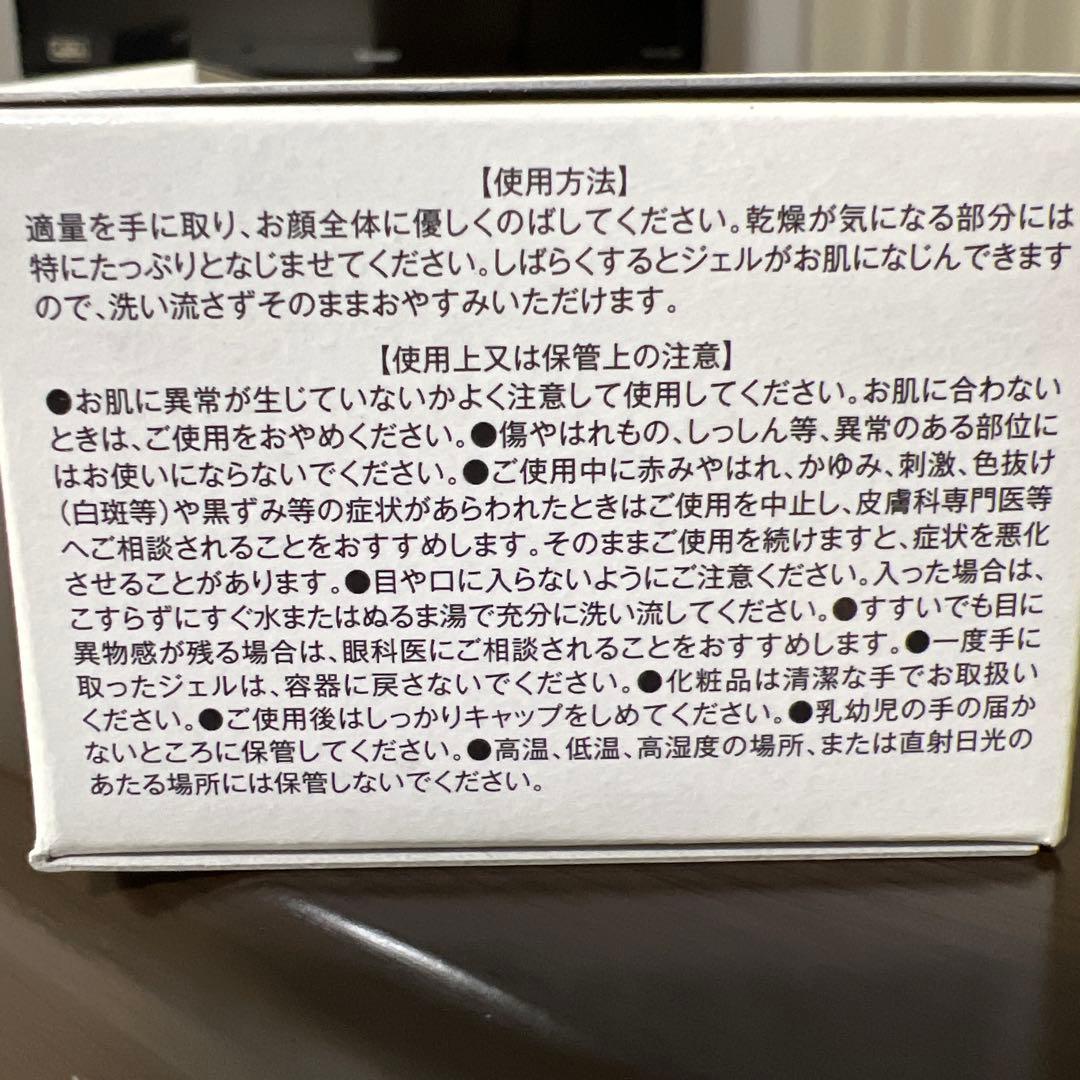 【使用方法】
適量を手に取り、お顔全体に優しくのばしてください。乾燥が気になる部分には
特にたっぷりとなじませてください。しばらくするとジェルがお肌になじんできます
ので、洗い流さずそのままおやすみいただけます。
【使用上又は保管上の注意】
●お肌に異常が生じていないかよく注意して使用してください。お肌に合わない
ときは、ご使用をおやめください。●傷やはれもの、しっしん等、異常のある部位に
はお使いにならないでください。●ご使用中に赤みやはれ、かゆみ、刺激、色抜け
（白斑等）や黒ずみ等の症状があらわれたときはご使用を中止し、皮膚科専門医等
へご相談されることをおすすめします。そのままご使用を続けますと、症状を悪化
させることがあります。●目や口に入らないようにご注意ください。入った場合は、
こすらずにすぐ水またはぬるま湯で充分に洗い流してください。●すすいでも目に
異物感が残る場合は、眼科医にご相談されることをおすすめします。●一度手に
取ったジェルは、容器に戻さないでください。●化粧品は清潔な手でお取扱い
ください。●ご使用後はしっかりキャップをしめてください。●乳幼児の手の届か
ないところに保管してください。●高温、低温、高湿度の場所、または直射日光の
あたる場所には保管しないでください。